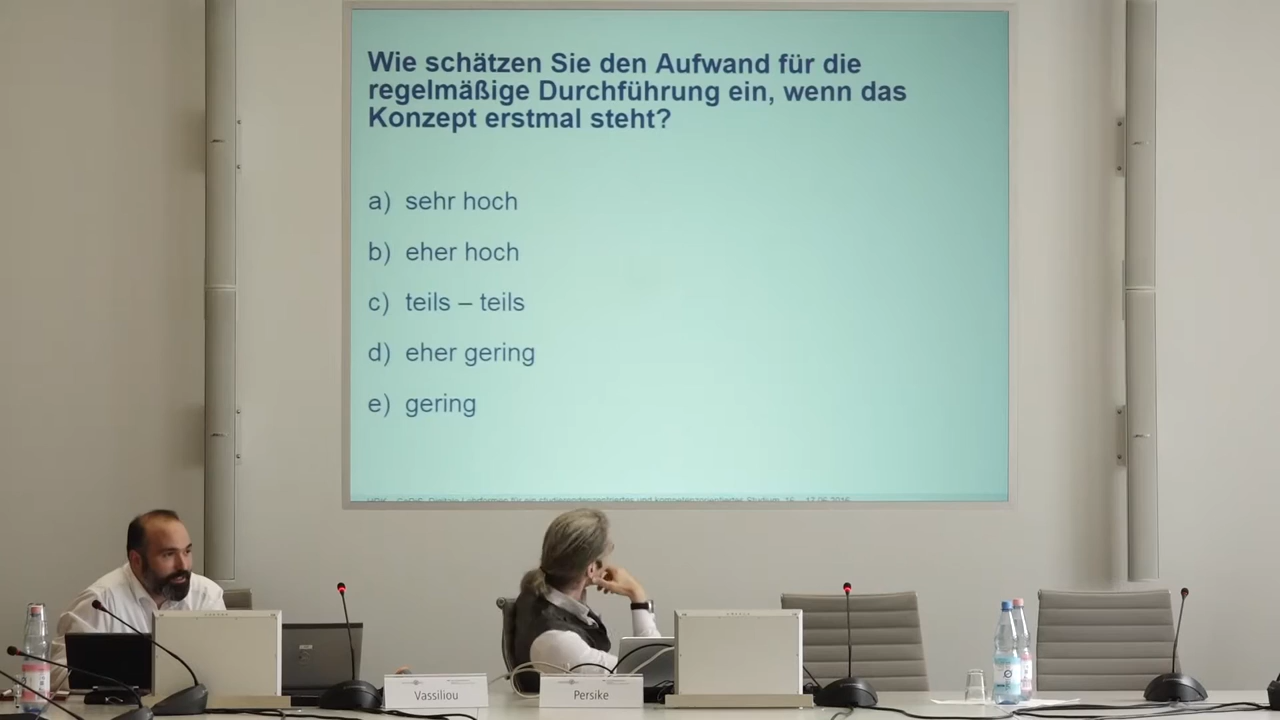 Wie schätzen Sie den Aufwand für die
regelmäßige Durchführung ein, wenn das
Konzept erstmal steht?
a) sehr hoch
b) eher hoch
c) teils – teils
d) eher gering
e) gering
Vassiliou
Persike